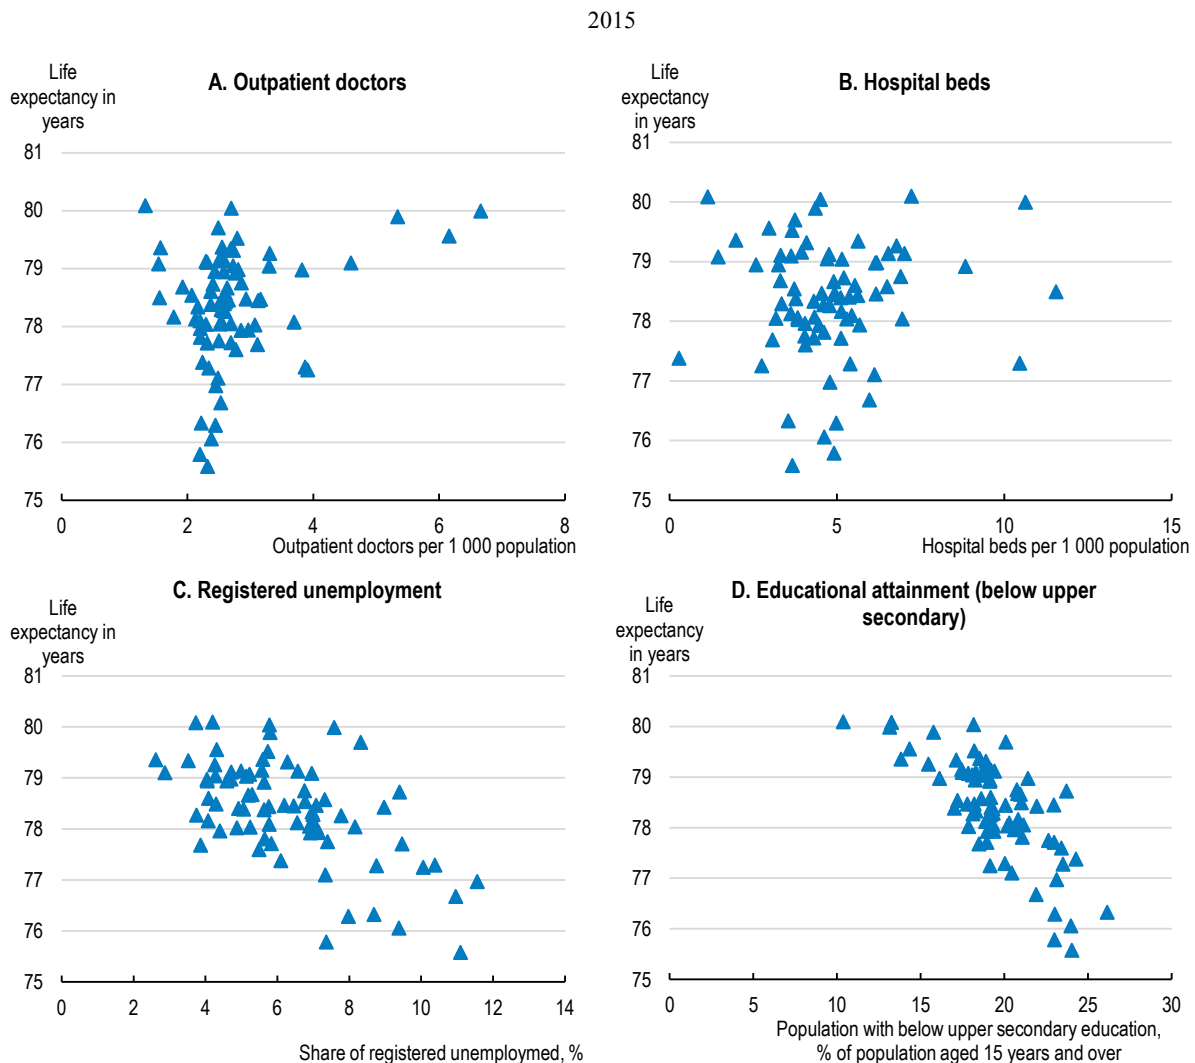 2015
A. Outpatient doctors
Life
expectancy in
years
81
80
79
78
77
76
75
0
2
4
6
8
Outpatient doctors per 1 000 population
B. Hospital beds
Life
expectancy
in years
81
80
79
78
77
76
75
0
5
10
15
Hospital beds per 1 000 population
C. Registered unemployment
Life
expectancy in
years
81
80
79
78
77
76
75
0
2
4
6
8
10
12
14
Share of registered unemploymed, %
D. Educational attainment (below upper
secondary)
Life
expectancy
in years
81
80
79
78
77
76
75
0
5
10
15
20
25
30
Population with below upper secondary education,
% of population aged 15 years and over